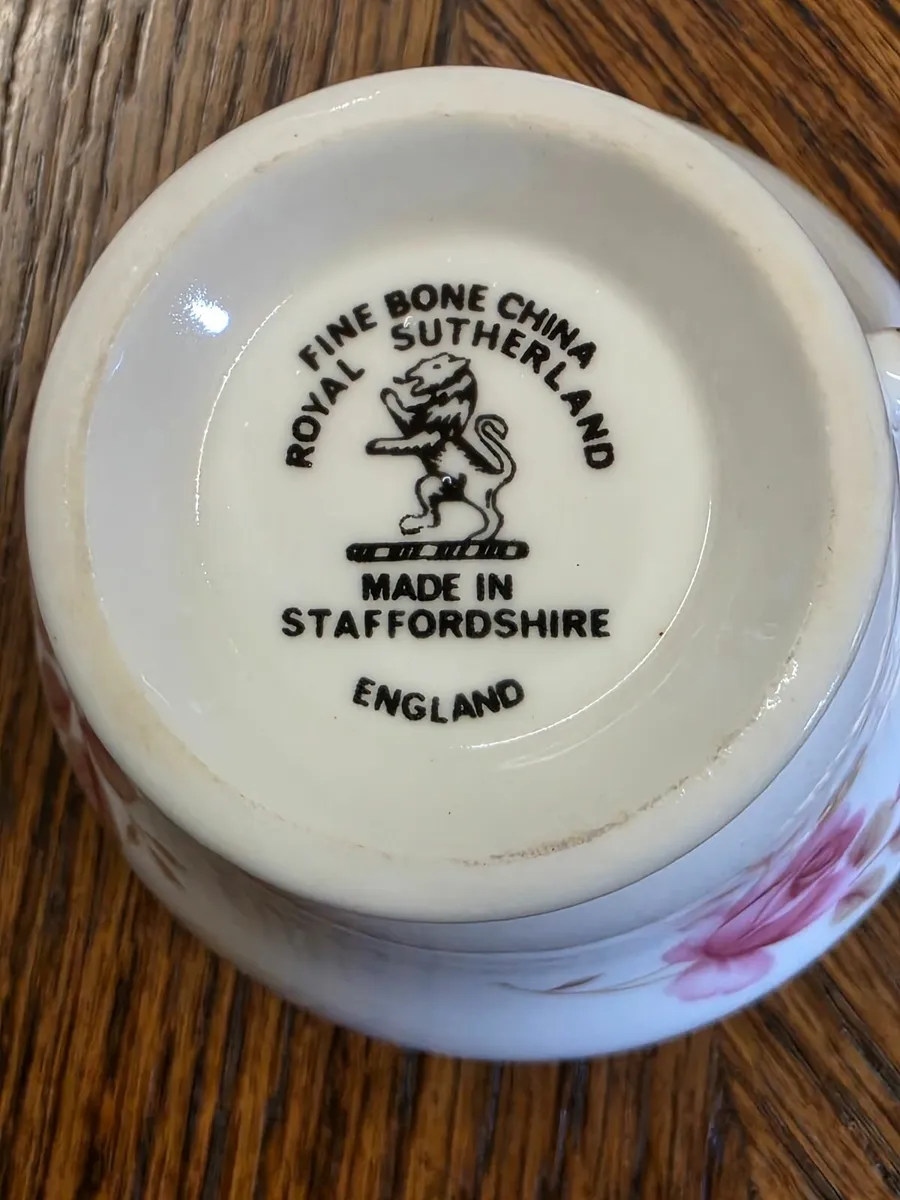 FINE BONE CHINA
ROYAL SUTHERLAND
MADE IN
STAFFORDSHIRE
ENGLAND